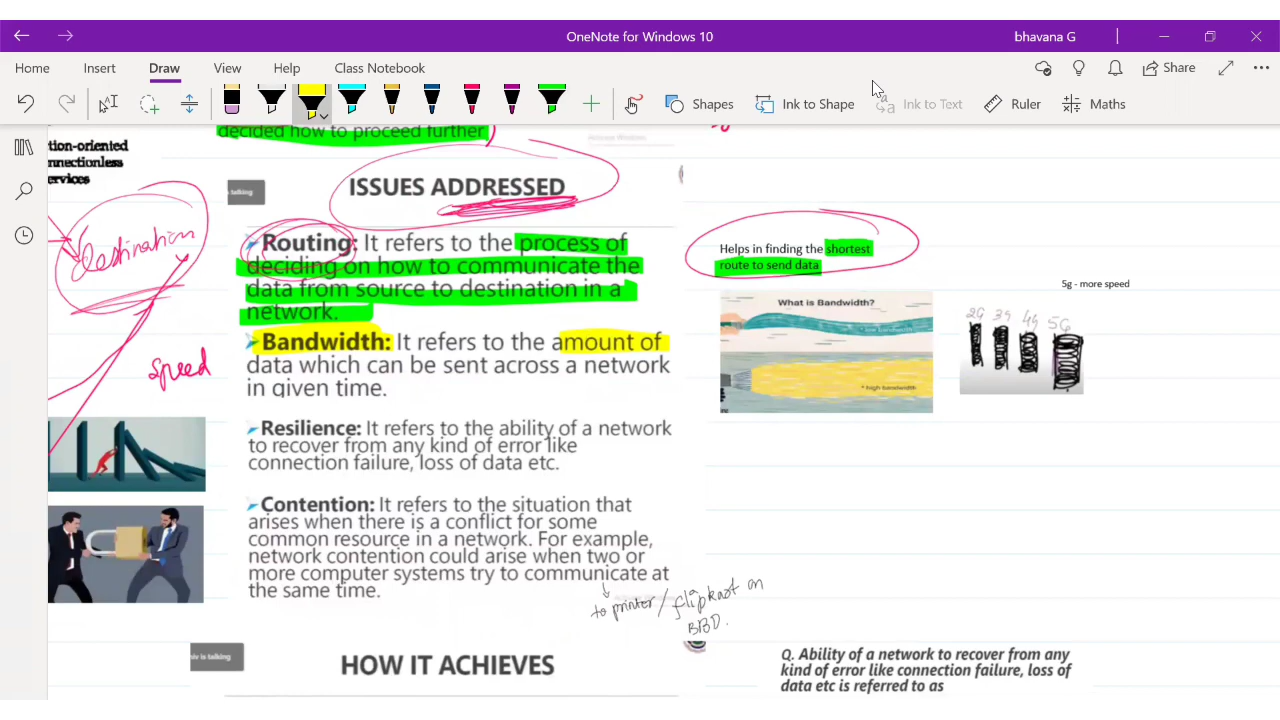 OneNote for Windows 10
bhavana G
Home Insert Draw View Help Class Notebook
Share
Shapes Ink to Shape Ink to Text Ruler Maths
decided how to proceed further
tion-oriented
nnectionless
ervices
talking
ISSUES ADDRESSED
Destination
speed
Routing: It refers to the process of
deciding on how to communicate the
data from source to destination in a
network.
Bandwidth: It refers to the amount of
data which can be sent across a network
in given time.
Resilience: It refers to the ability of a network
to recover from any kind of error like
connection failure, loss of data etc.
Contention: It refers to the situation that
arises when there is a conflict for some
common resource in a network. For example,
network contention could arise when two or
more computer systems try to communicate at
the same time.
to printer / flipkart on
BBD.
Helps in finding the shortest
route to send data
What is Bandwidth?
* low bandwidth
* high bandwidth
5g - more speed
2G 3G 4G 5G
is talking
HOW IT ACHIEVES
Q. Ability of a network to recover from any
kind of error like connection failure, loss of
data etc is referred to as